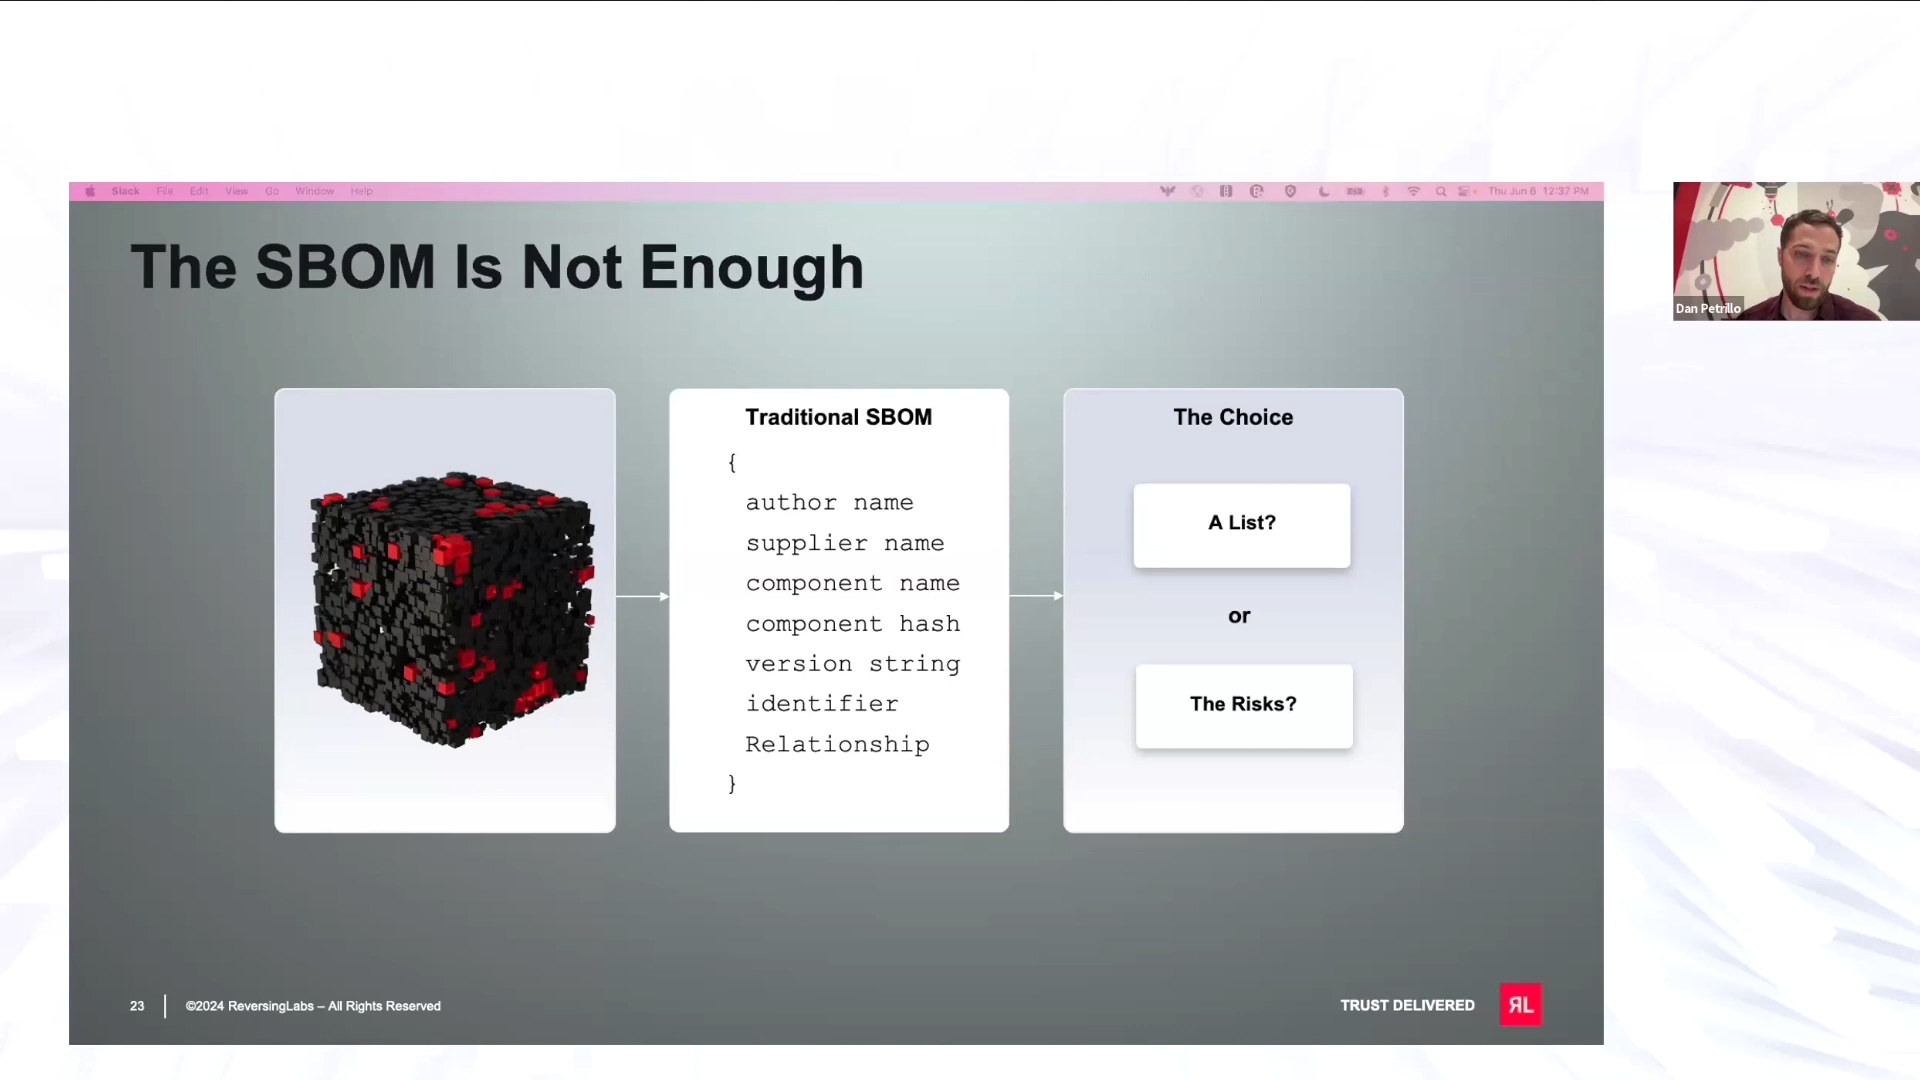 Slack File Edit View Go Window Help
Thu Jun 6 12:37 PM
The SBOM Is Not Enough
Traditional SBOM
{
author name
supplier name
component name
component hash
version string
identifier
Relationship
}
The Choice
A List?
or
The Risks?
Dan Petrillo
23
©2024 ReversingLabs – All Rights Reserved
TRUST DELIVERED
RL